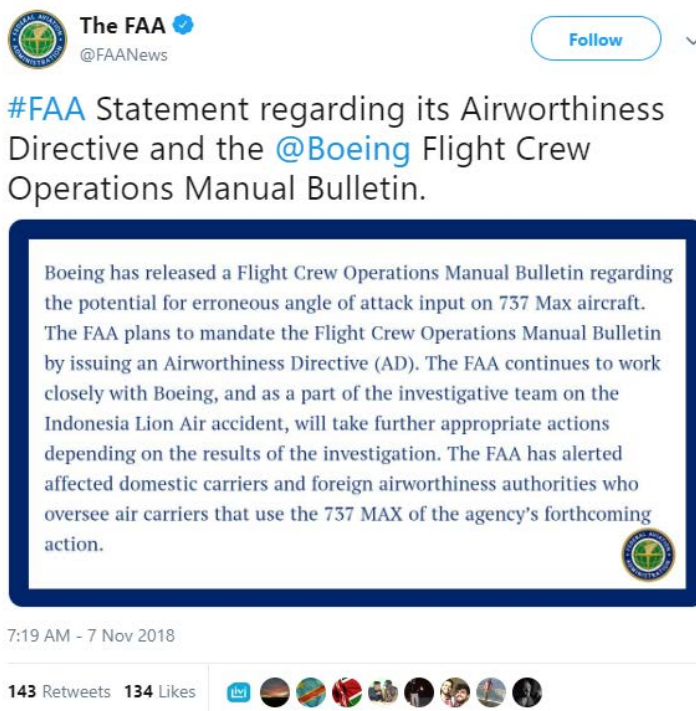 The FAA
@FAANews
Follow
#FAA Statement regarding its Airworthiness
Directive and the @Boeing Flight Crew
Operations Manual Bulletin.
Boeing has released a Flight Crew Operations Manual Bulletin regarding
the potential for erroneous angle of attack input on 737 Max aircraft.
The FAA plans to mandate the Flight Crew Operations Manual Bulletin
by issuing an Airworthiness Directive (AD). The FAA continues to work
closely with Boeing, and as a part of the investigative team on the
Indonesia Lion Air accident, will take further appropriate actions
depending on the results of the investigation. The FAA has alerted
affected domestic carriers and foreign airworthiness authorities who
oversee air carriers that use the 737 MAX of the agency's forthcoming
action.
7:19 AM - 7 Nov 2018
143 Retweets 134 Likes